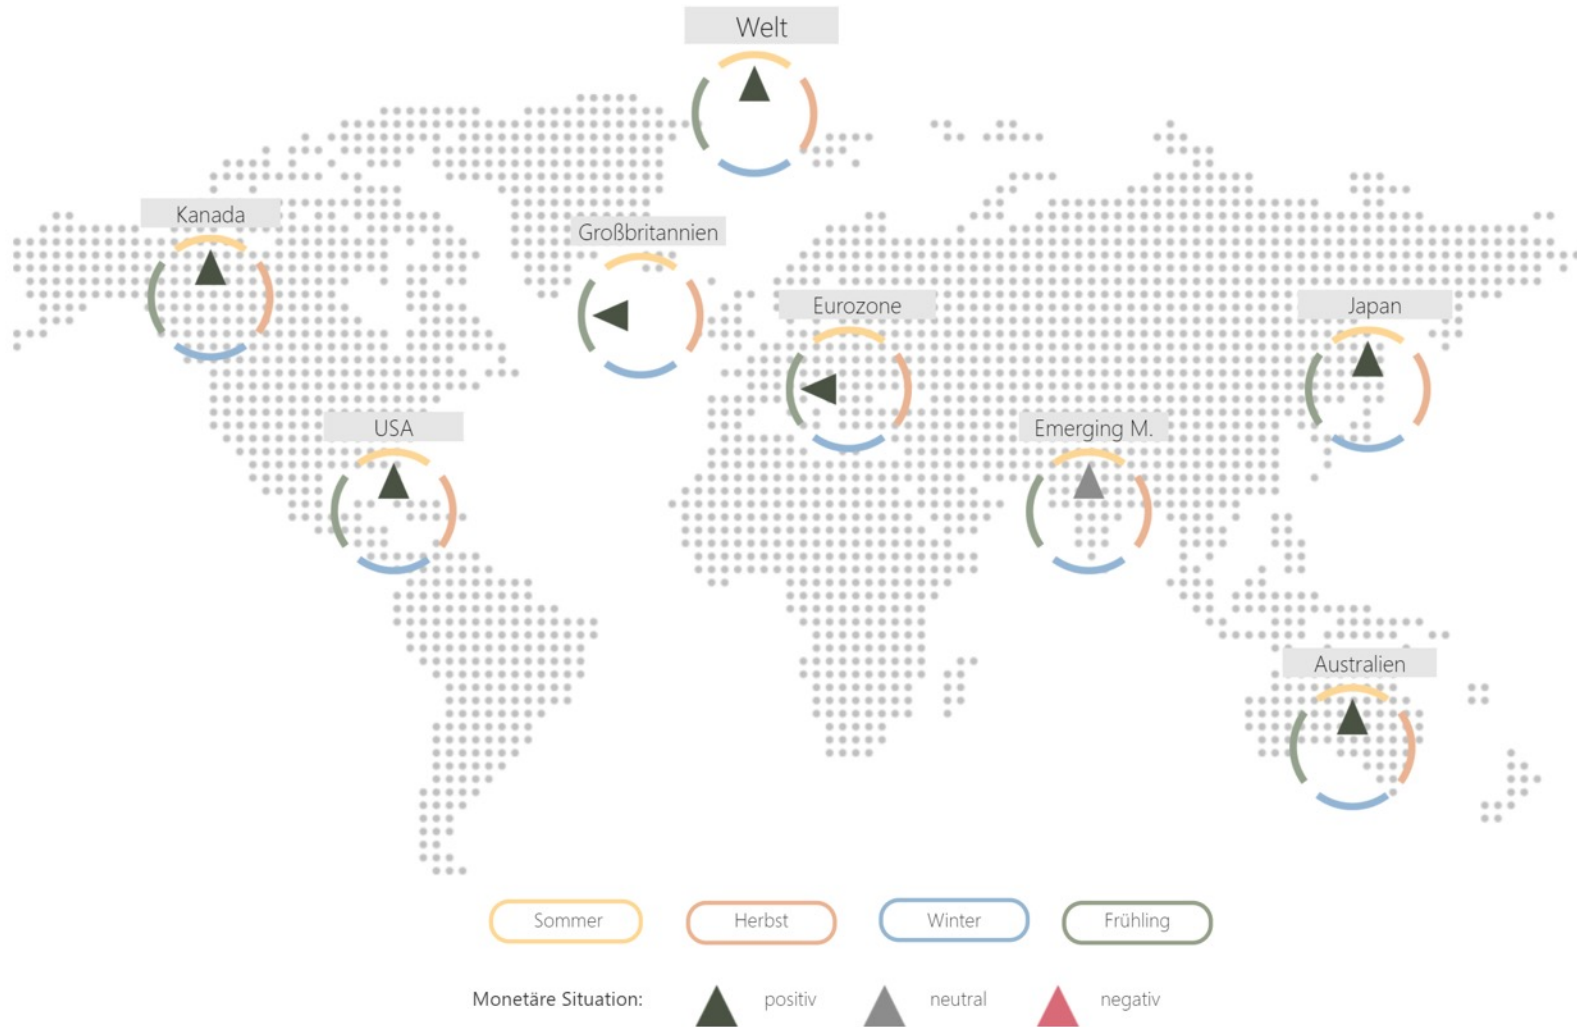 Welt
Kanada
Großbritannien
Eurozone
Japan
USA
Emerging M.
Australien
Sommer
Herbst
Winter
Frühling
Monetäre Situation:
positiv
neutral
negativ